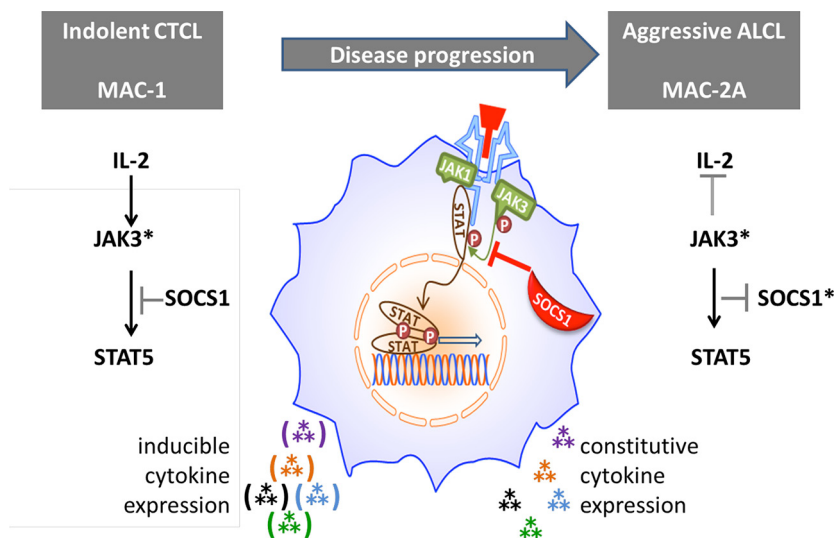 Indolent CTCL
MAC-1
Disease progression
Aggressive ALCL
MAC-2A
IL-2
JAK3*
SOCS1
STAT5
JAK1
JAK3
STAT
P
P
SOCS1
STAT
P
P
STAT
IL-2
JAK3*
SOCS1*
STAT5
inducible
cytokine
expression
constitutive
cytokine
expression